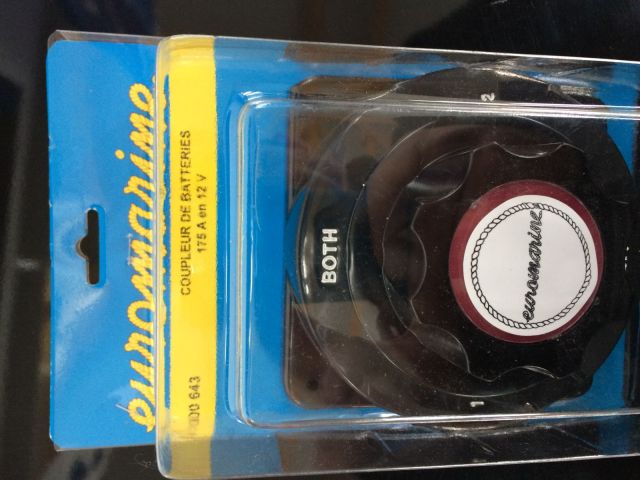 euromarine
COUPLEUR DE BATTERIES
175 A en 12 V
643
1
BOTH
2
euromarine